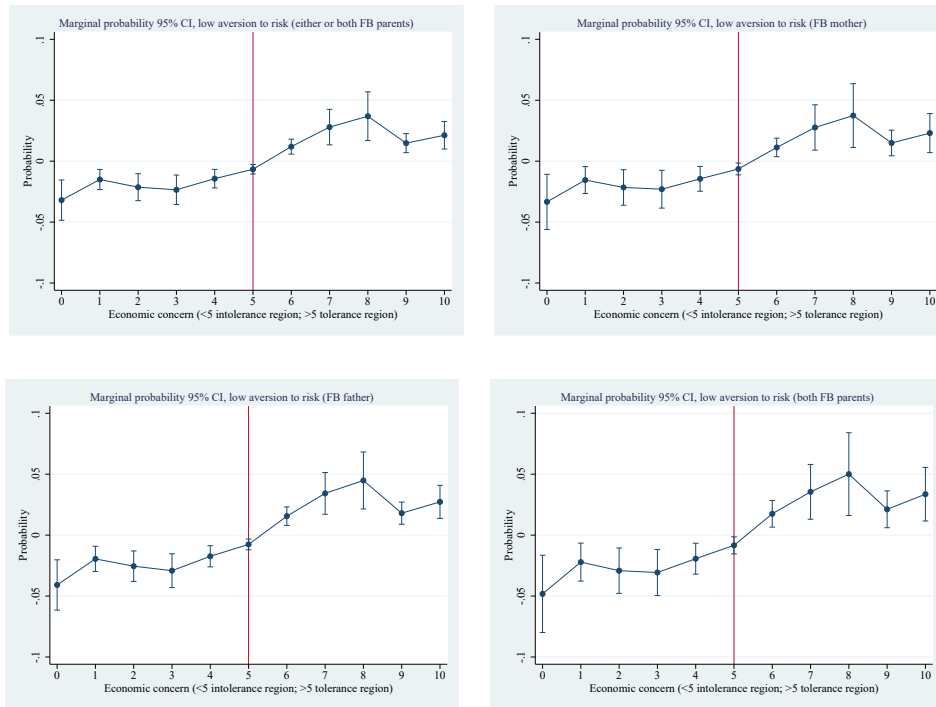 Marginal probability 95% CI, low aversion to risk (either or both FB parents)
Probability
.1
.05
0
-.05
-.1
0 1 2 3 4 5 6 7 8 9 10
Economic concern (<5 intolerance region; >5 tolerance region)
Marginal probability 95% CI, low aversion to risk (FB mother)
Probability
.1
.05
0
-.05
-.1
0 1 2 3 4 5 6 7 8 9 10
Economic concern (<5 intolerance region; >5 tolerance region)
Marginal probability 95% CI, low aversion to risk (FB father)
Probability
.1
.05
0
-.05
-.1
0 1 2 3 4 5 6 7 8 9 10
Economic concern (<5 intolerance region; >5 tolerance region)
Marginal probability 95% CI, low aversion to risk (both FB parents)
Probability
.1
.05
0
-.05
-.1
0 1 2 3 4 5 6 7 8 9 10
Economic concern (<5 intolerance region; >5 tolerance region)